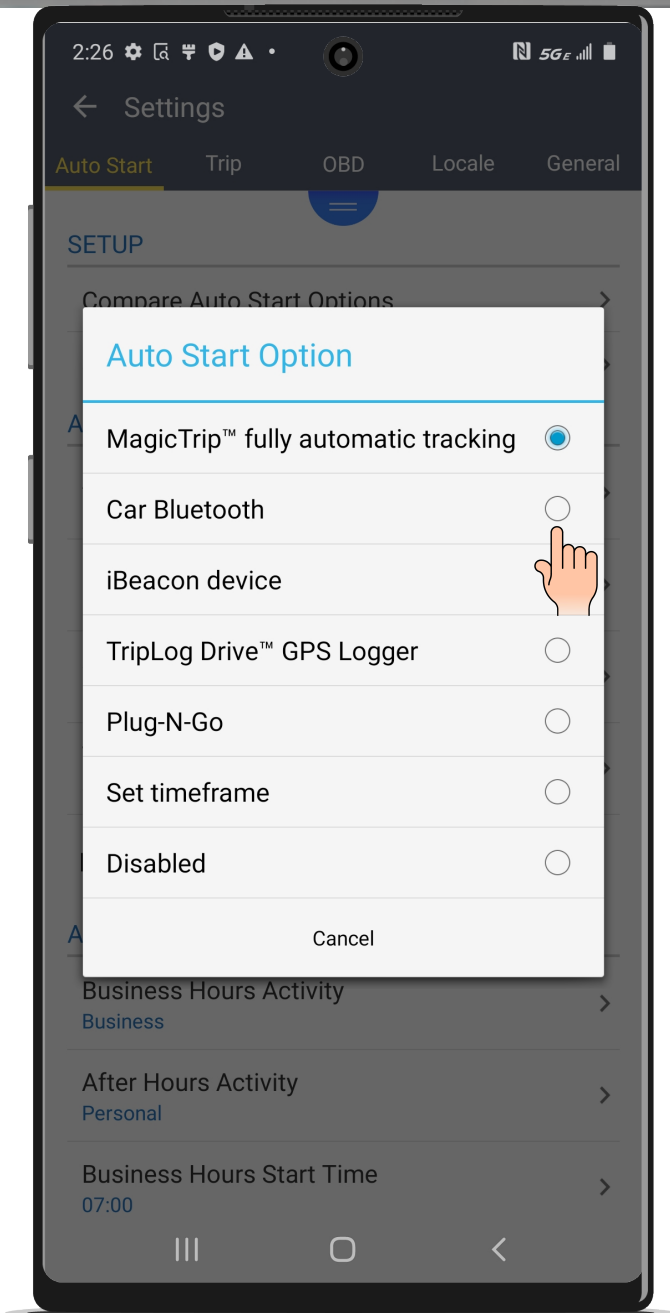 2:26
5G E
Settings
Auto Start Trip OBD Locale General
SETUP
Compare Auto Start Options
Auto Start Option
MagicTrip™ fully automatic tracking
Car Bluetooth
iBeacon device
TripLog Drive™ GPS Logger
Plug-N-Go
Set timeframe
Disabled
Cancel
Business Hours Activity
Business
After Hours Activity
Personal
Business Hours Start Time
07:00